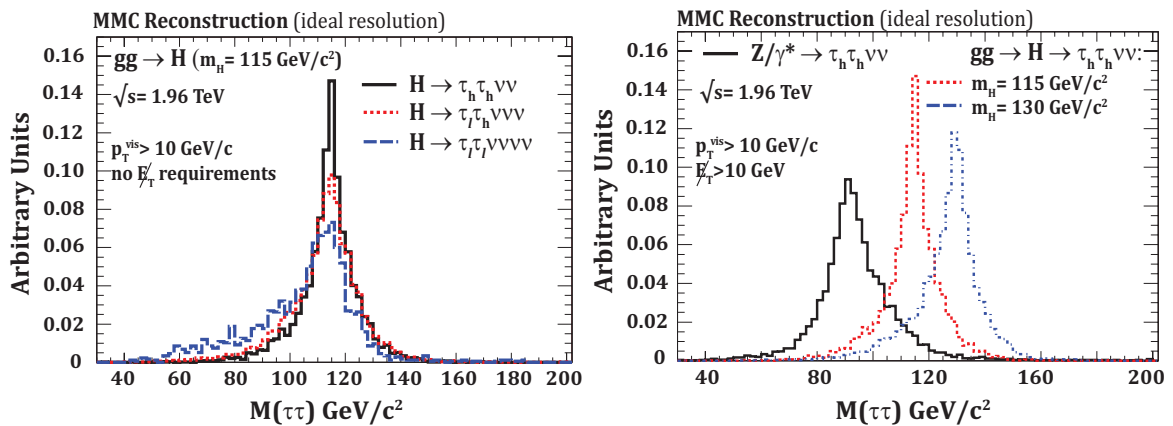 MMC Reconstruction (ideal resolution)
gg → H (m_H= 115 GeV/c²)
√s= 1.96 TeV
p_T^vis> 10 GeV/c
no E̸_T requirements
H → τ_hτ_hνν
H → τ_lτ_hννν
H → τ_lτ_lνννν
Arbitrary Units
0.16
0.14
0.12
0.10
0.08
0.06
0.04
0.02
0
40 60 80 100 120 140 160 180 200
M(ττ) GeV/c²
MMC Reconstruction (ideal resolution)
Z/γ* → τ_hτ_hνν
√s= 1.96 TeV
p_T^vis> 10 GeV/c
E̸_T>10 GeV
gg → H → τ_hτ_hνν:
m_H= 115 GeV/c²
m_H= 130 GeV/c²
Arbitrary Units
0.16
0.14
0.12
0.10
0.08
0.06
0.04
0.02
0
40 60 80 100 120 140 160 180 200
M(ττ) GeV/c²